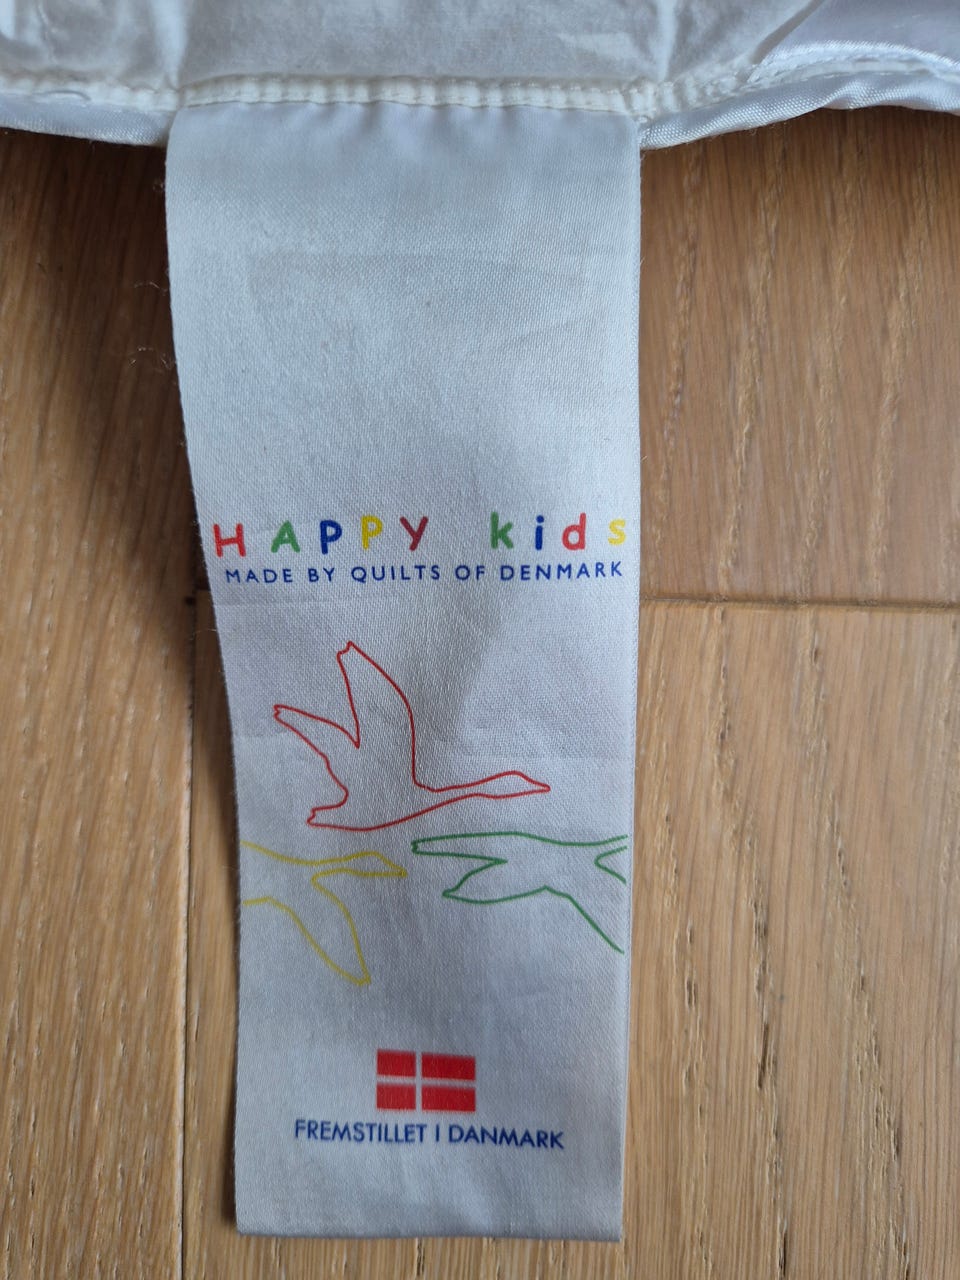 HAPPY kids
MADE BY QUILTS OF DENMARK
FREMSTILLET I DANMARK